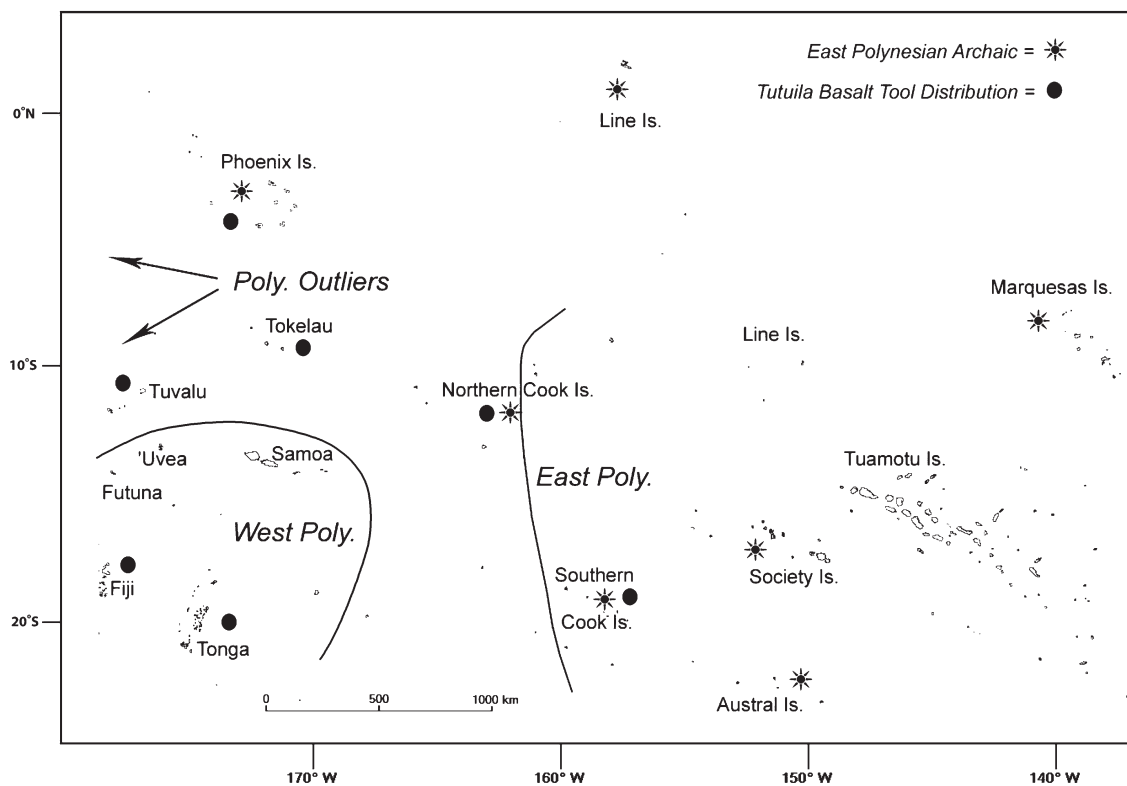 East Polynesian Archaic =
Tutuila Basalt Tool Distribution =
0°N
Line Is.
Phoenix Is.
Poly. Outliers
Marquesas Is.
Tokelau
Line Is.
10°S
Tuvalu
Northern Cook Is.
'Uvea
Samoa
Tuamotu Is.
Futuna
East Poly.
West Poly.
Fiji
Southern
Cook Is.
Society Is.
20°S
Tonga
0 500 1000 km
Austral Is.
170° W 160° W 150° W 140° W